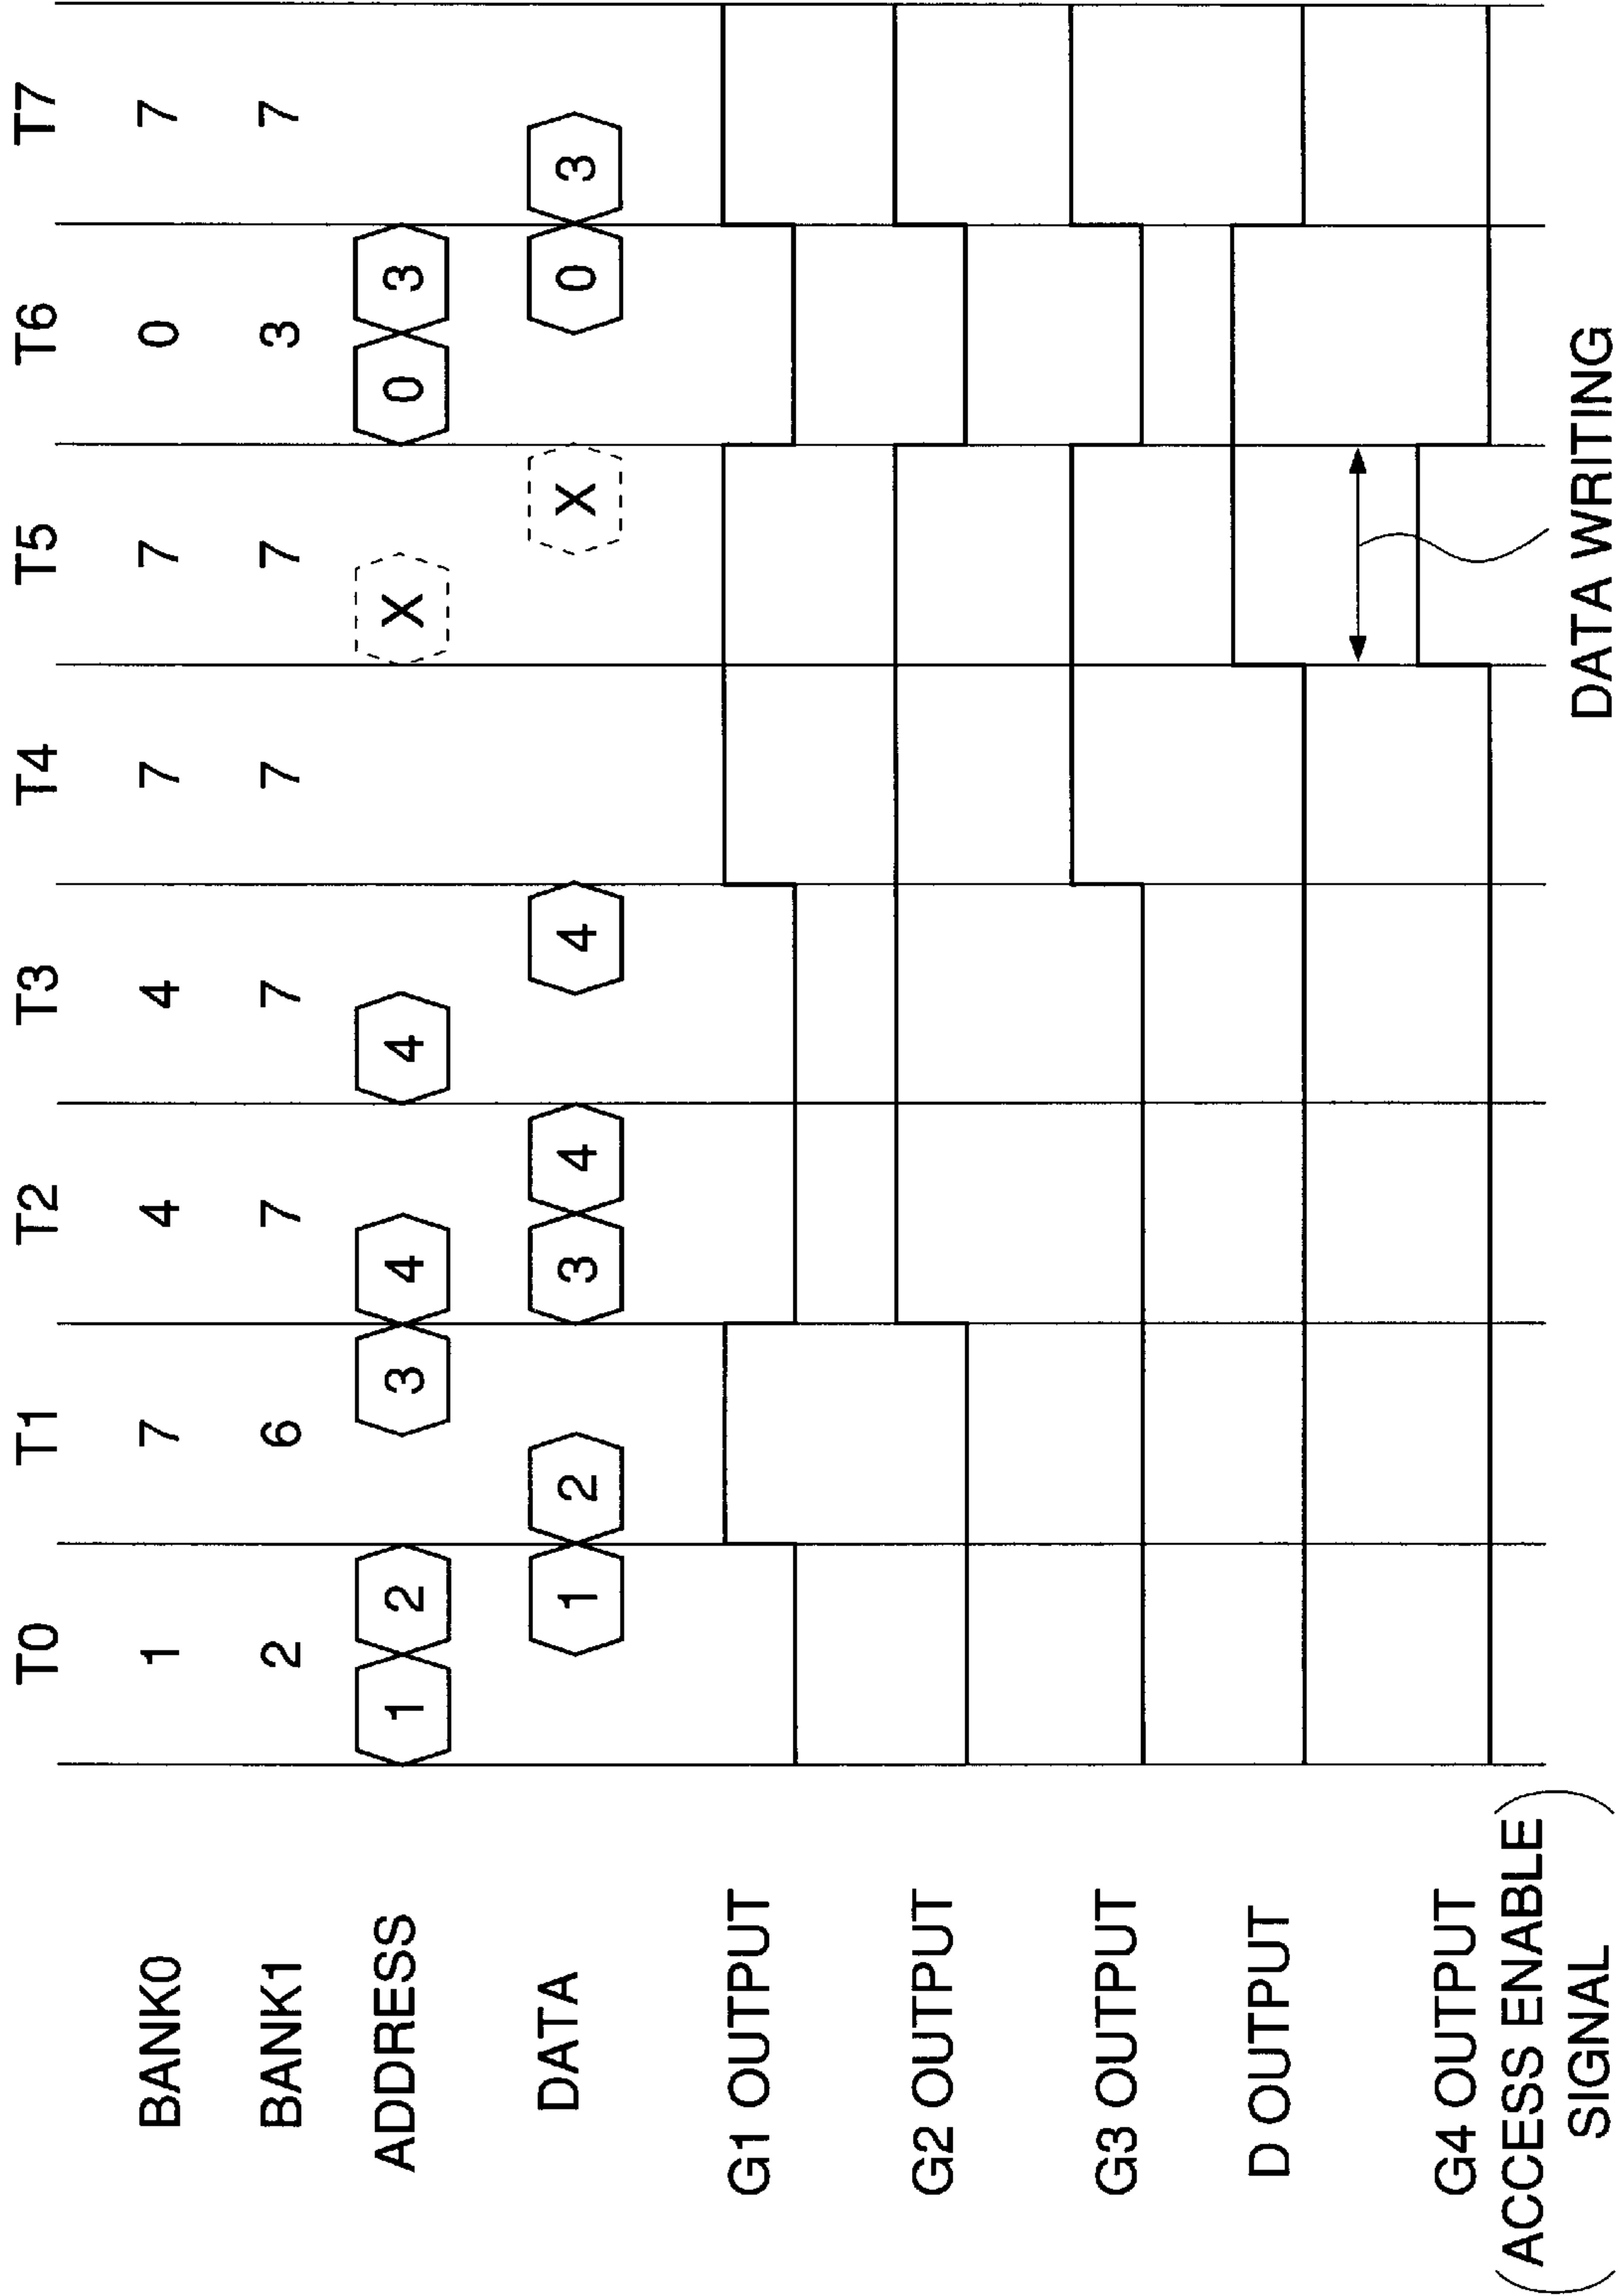 T0 T1 T2 T3 T4 T5 T6 T7
BANK0 1 7 4 4 7 7 0 7
BANK1 2 6 7 7 7 7 3 7
ADDRESS 1 2 3 4 4 X 0 3
DATA 1 2 3 4 4 X 0 3
G1 OUTPUT
G2 OUTPUT
G3 OUTPUT
D OUTPUT
G4 OUTPUT
(ACCESS ENABLE
SIGNAL)
DATA WRITING